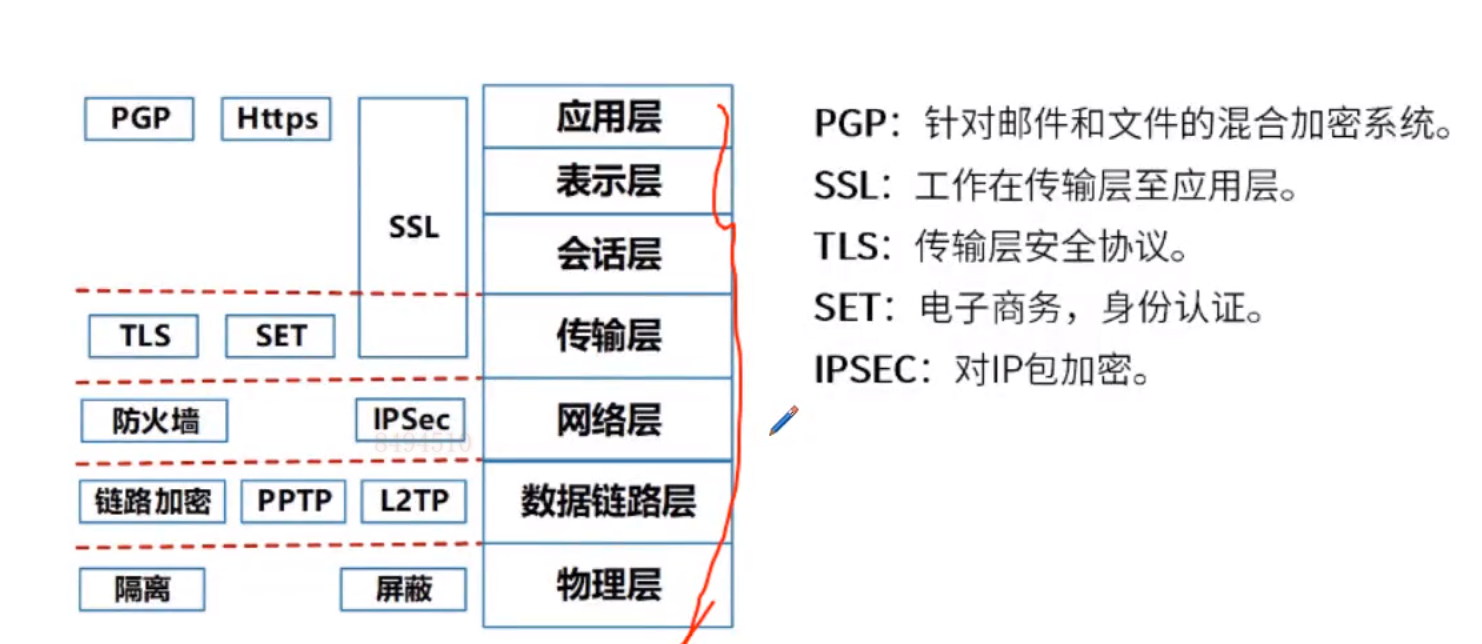 PGP Https 应用层
表示层
SSL
会话层
TLS SET 传输层
防火墙 IPSec 网络层
8494510
链路加密 PPTP L2TP 数据链路层
隔离 屏蔽 物理层
PGP：针对邮件和文件的混合加密系统。
SSL：工作在传输层至应用层。
TLS：传输层安全协议。
SET：电子商务，身份认证。
IPSEC：对IP包加密。